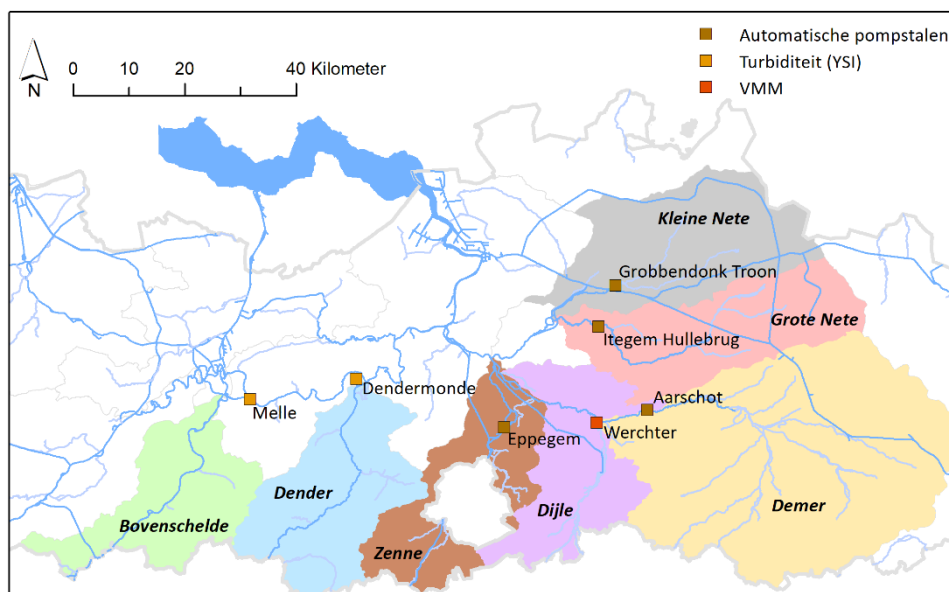 Automatische pompstalen
Turbiditeit (YSI)
VMM
0 10 20 40 Kilometer
N
Kleine Nete
Grobbendonk Troon
Grote Nete
Itegem Hullebrug
Dendermonde
Melle
Aarschot
Eppegem
Werchter
Dender
Bovenschelde
Dijle
Demer
Zenne